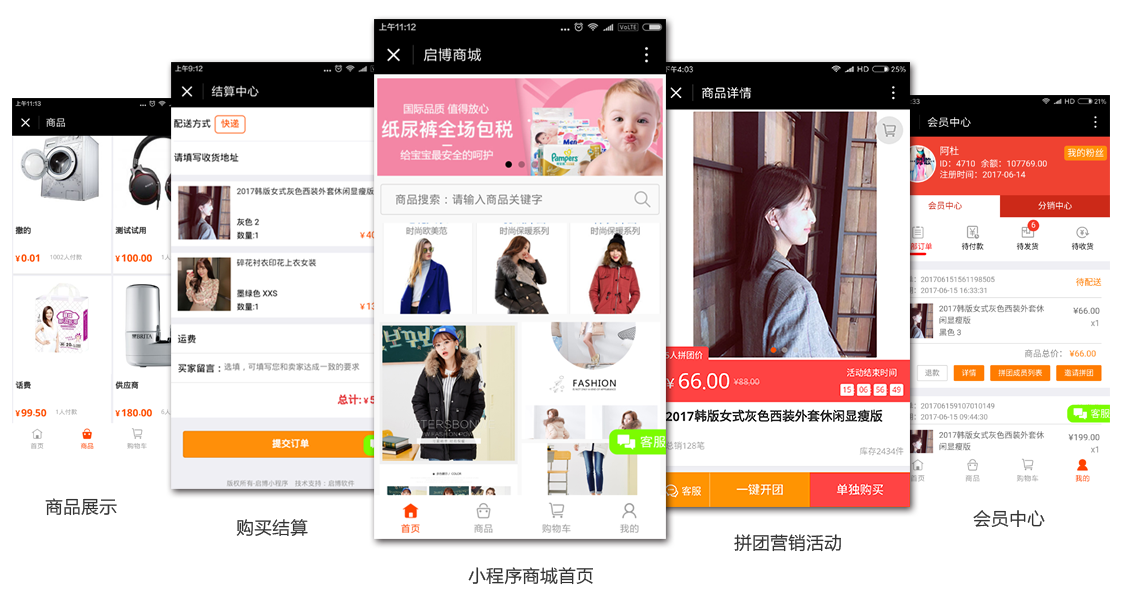 上午11:13
商品
撒的
¥0.01
1002人付款
测试试用
¥100.00
1人
话费
¥99.50
1人付款
供应商
¥180.00
6人
首页
商品
购物车
商品展示
上午9:12
结算中心
配送方式
快递
请填写收货地址
2017韩版女式灰色西装外套休闲显瘦版
灰色 2
数量:1
碎花衬衣印花上衣女装
墨绿色 XXS
数量:1
运费
买家留言：
选填，可填写您和卖家达成一致的要求
总计:
提交订单
版权所有·启博小程序 技术支持：启博软件
购买结算
上午11:12
VoLTE
启博商城
国际品质 值得放心
纸尿裤全场包税
给宝宝最安全的呵护
Pampers
商品搜索：请输入商品关键字
时尚欧美范
时尚保暖系列
时尚保暖系列
FASHION
客服
首页
商品
购物车
我的
小程序商城首页
午4:03
HD
25%
商品详情
5人拼团价
¥ 66.00
¥88.00
活动结束时间
15:06:56:49
2017韩版女式灰色西装外套休闲显瘦版
总销128笔
库存2434件
客服
一键开团
单独购买
拼团营销活动
:33
HD
21%
会员中心
阿杜
ID：4710 余额：107769.00
注册时间：2017-06-14
我的粉丝
会员中心
分销中心
部订单
待付款
6
待发货
待收货
201706151561198505
2017-06-15 16:33:31
待配送
2017韩版女式灰色西装外套休
闲显瘦版
黑色 3
¥66.00
x1
商品总价： ¥66.00
退款
详情
拼团成员列表
邀请拼团
201706159107010149
2017-06-15 09:44:30
客服
2017韩版女式灰色西装外套休
闲显瘦版
¥199.00
x1
首页
商品
购物车
我的
会员中心